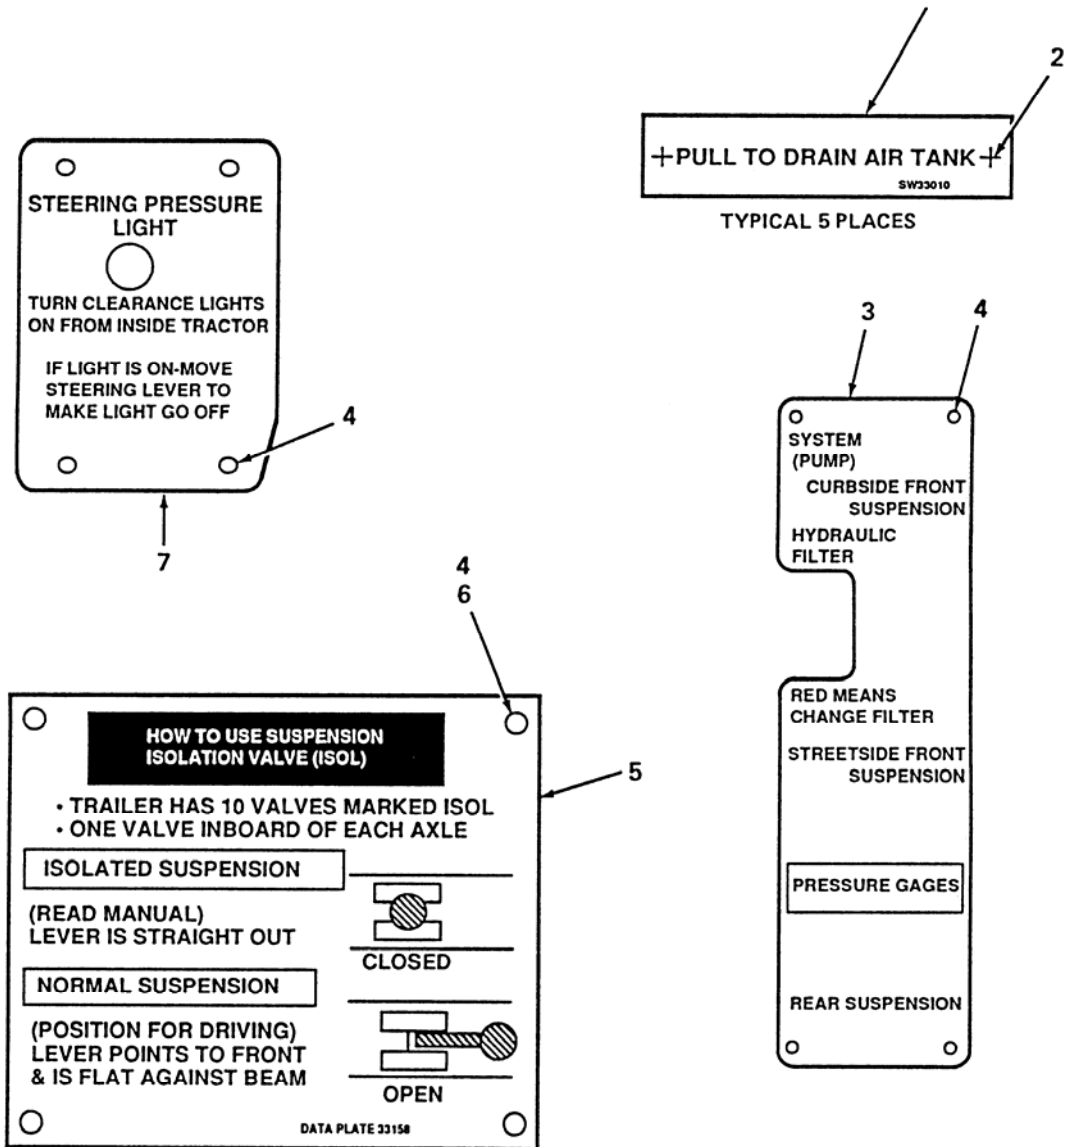 2
+PULL TO DRAIN AIR TANK+
SW33010
TYPICAL 5 PLACES
STEERING PRESSURE
LIGHT
TURN CLEARANCE LIGHTS
ON FROM INSIDE TRACTOR
IF LIGHT IS ON-MOVE
STEERING LEVER TO
MAKE LIGHT GO OFF
4
7
3
4
SYSTEM
(PUMP)
CURBSIDE FRONT
SUSPENSION
HYDRAULIC
FILTER
RED MEANS
CHANGE FILTER
STREETSIDE FRONT
SUSPENSION
PRESSURE GAGES
REAR SUSPENSION
4
6
5
HOW TO USE SUSPENSION
ISOLATION VALVE (ISOL)
• TRAILER HAS 10 VALVES MARKED ISOL
• ONE VALVE INBOARD OF EACH AXLE
ISOLATED SUSPENSION
(READ MANUAL)
LEVER IS STRAIGHT OUT
CLOSED
NORMAL SUSPENSION
(POSITION FOR DRIVING)
LEVER POINTS TO FRONT
& IS FLAT AGAINST BEAM
OPEN
DATA PLATE 33158